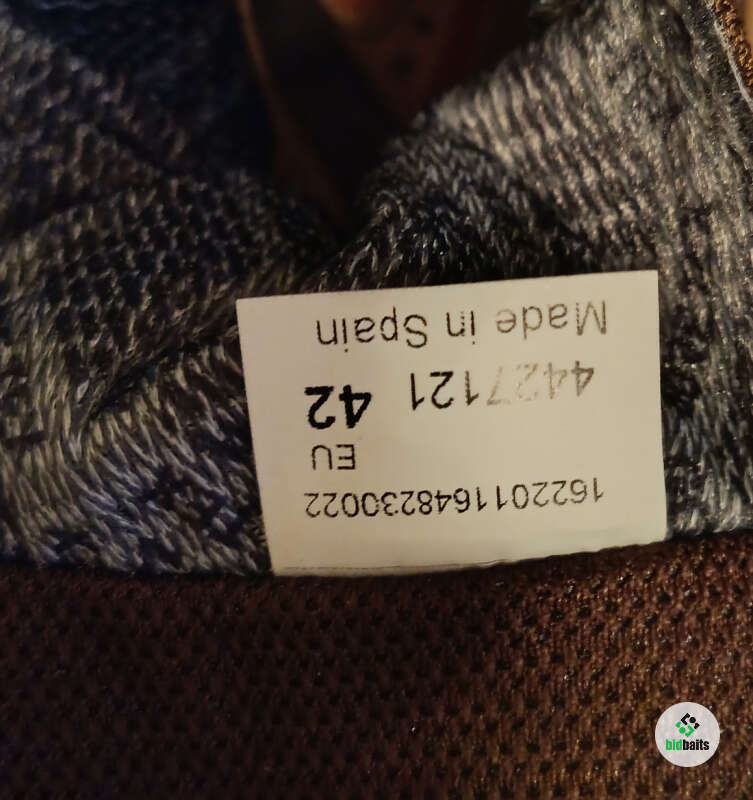 1622011648230022
EU
4427121 42
Made in Spain
bidbaits